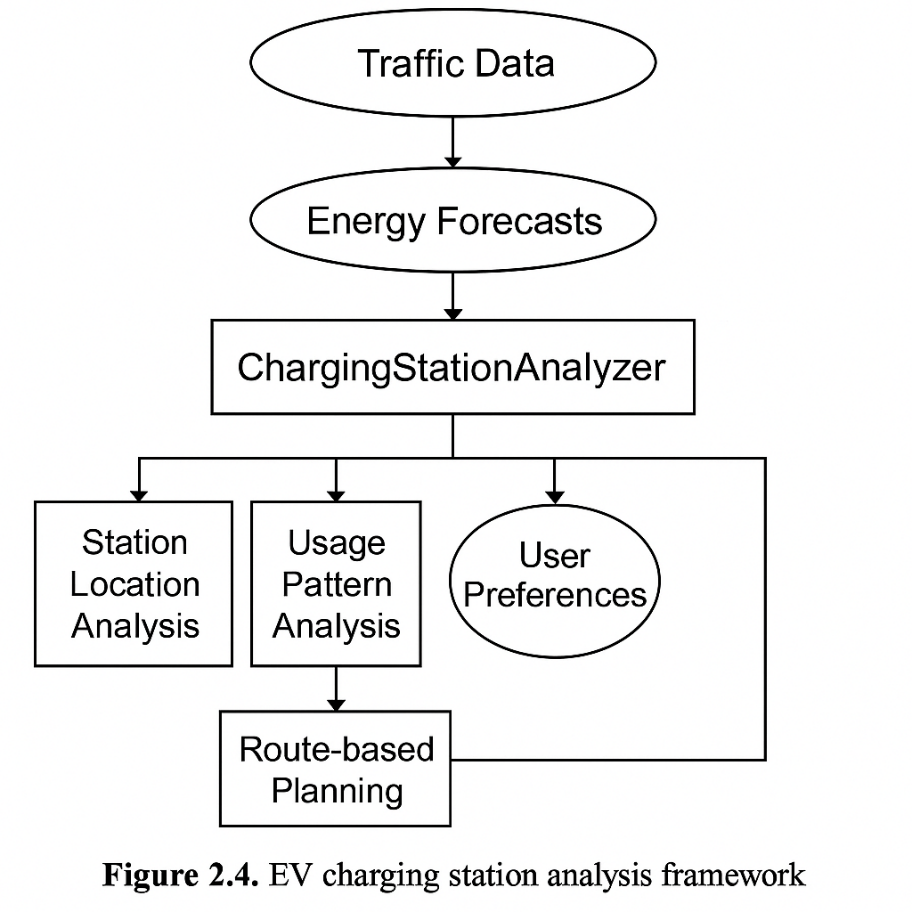 Traffic Data
Energy Forecasts
ChargingStationAnalyzer
Station
Location
Analysis
Usage
Pattern
Analysis
User
Preferences
Route-based
Planning
Figure 2.4. EV charging station analysis framework